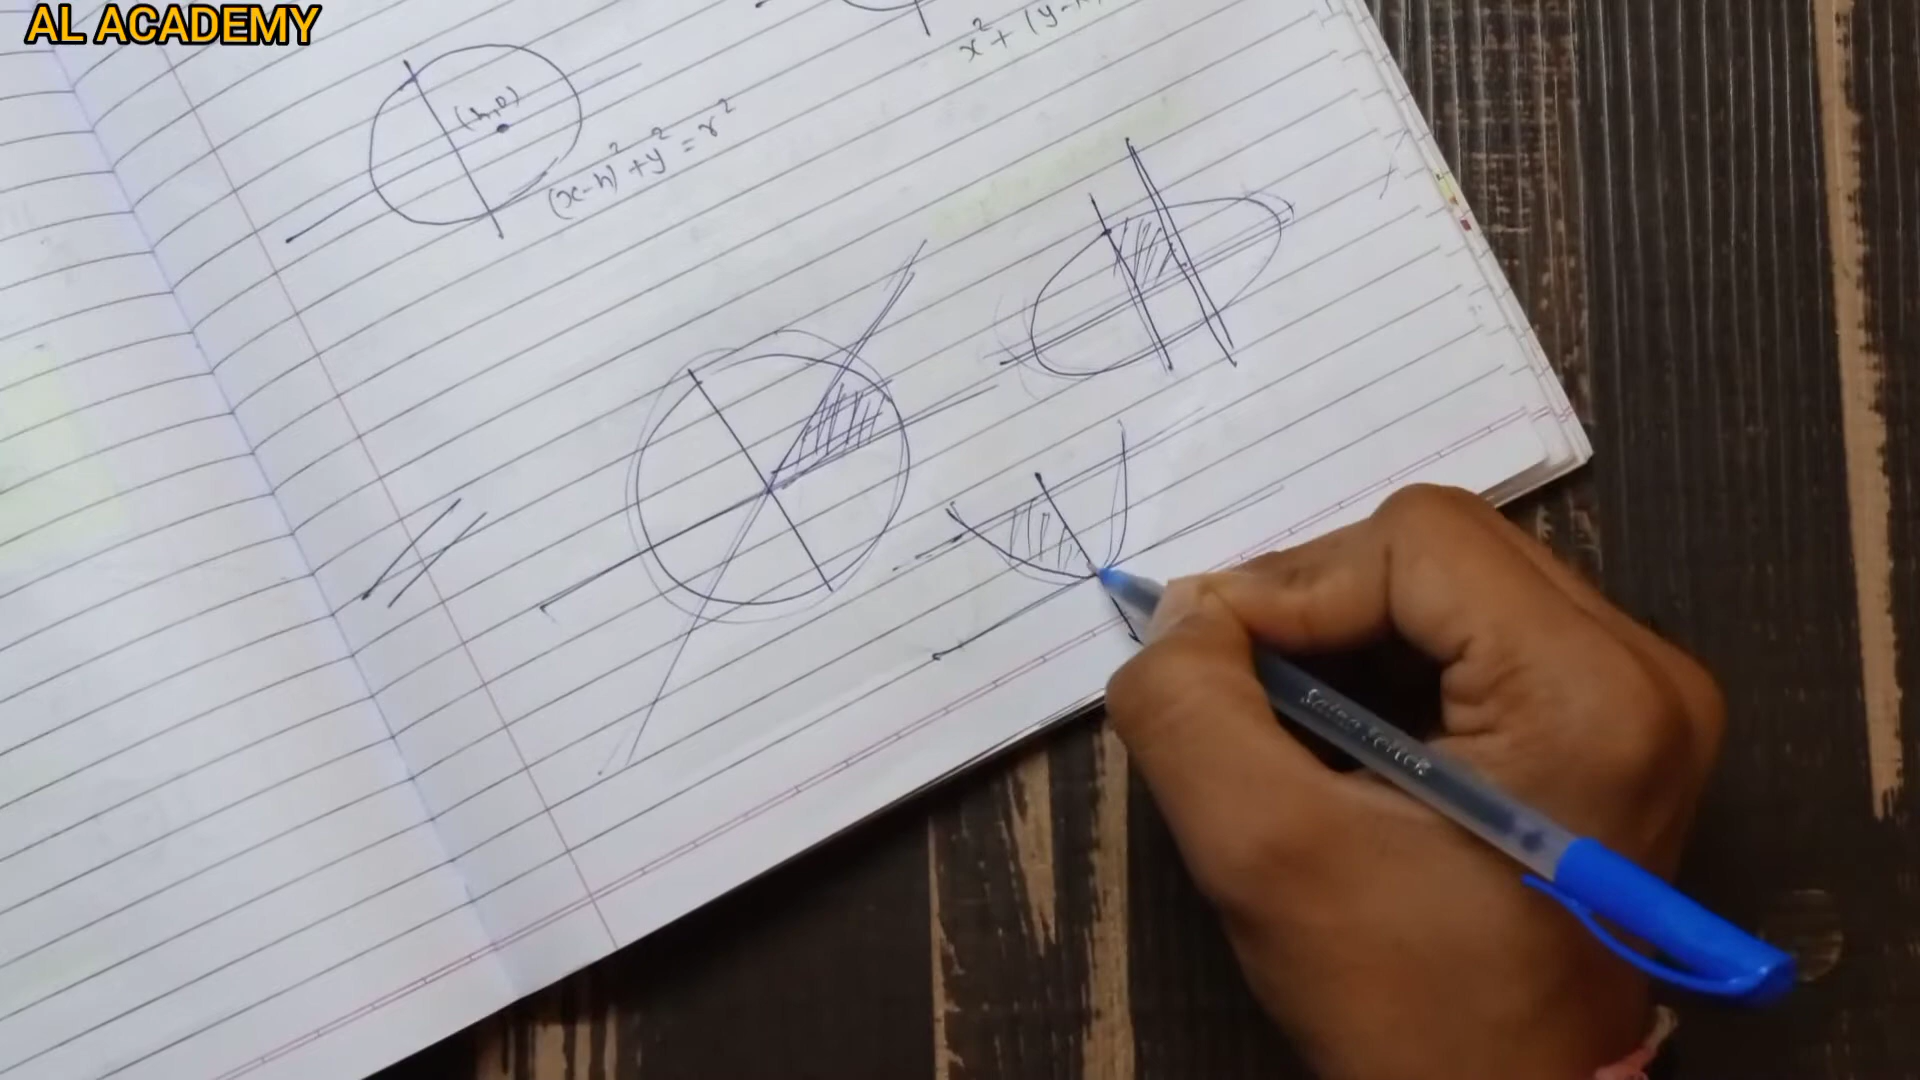 AL ACADEMY
x² + (y-k)
(h,0)
(x-h)² + y² = r²